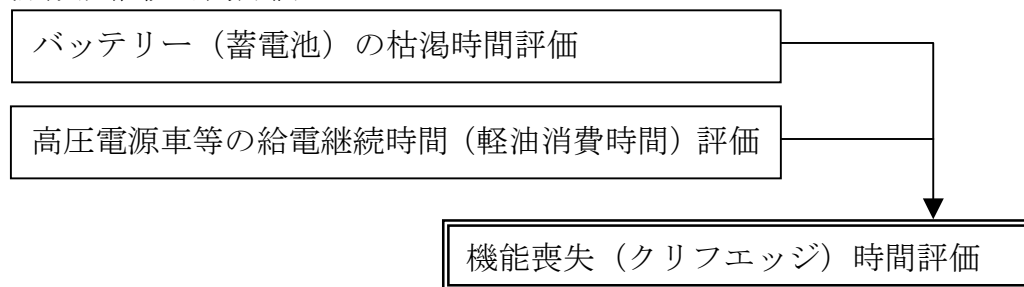 バッテリー（蓄電池）の枯渇時間評価
高圧電源車等の給電継続時間（軽油消費時間）評価
機能喪失（クリフエッジ）時間評価